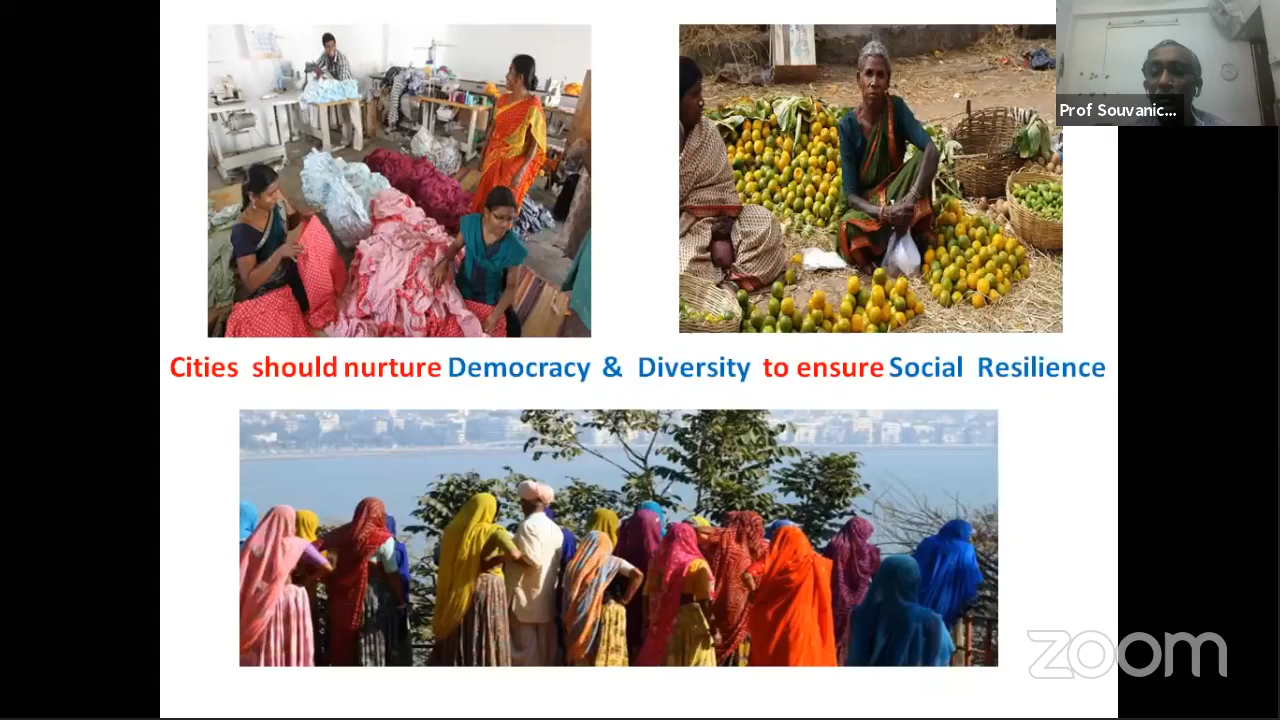 Prof Souvanic...
Cities should nurture Democracy & Diversity to ensure Social Resilience
zoom